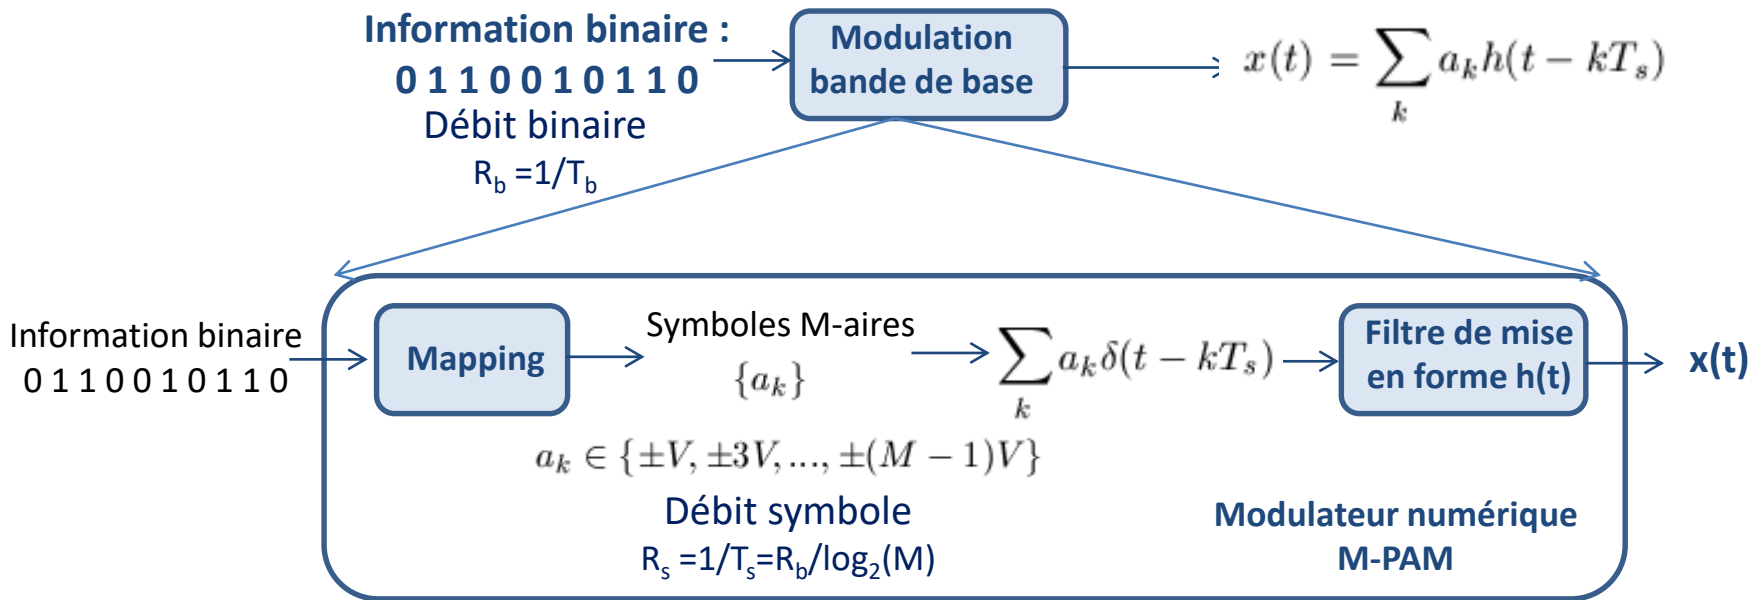 Information binaire :
0 1 1 0 0 1 0 1 1 0
Débit binaire
R_b =1/T_b
Modulation
bande de base
x(t) = \sum_k a_k h(t - kT_s)
Information binaire
0 1 1 0 0 1 0 1 1 0
Mapping
Symboles M-aires
{a_k}
a_k ∈ {±V, ±3V, ..., ±(M − 1)V}
Débit symbole
R_s =1/T_s=R_b/log_2(M)
\sum_k a_k δ(t − kT_s)
Filtre de mise
en forme h(t)
x(t)
Modulateur numérique
M-PAM